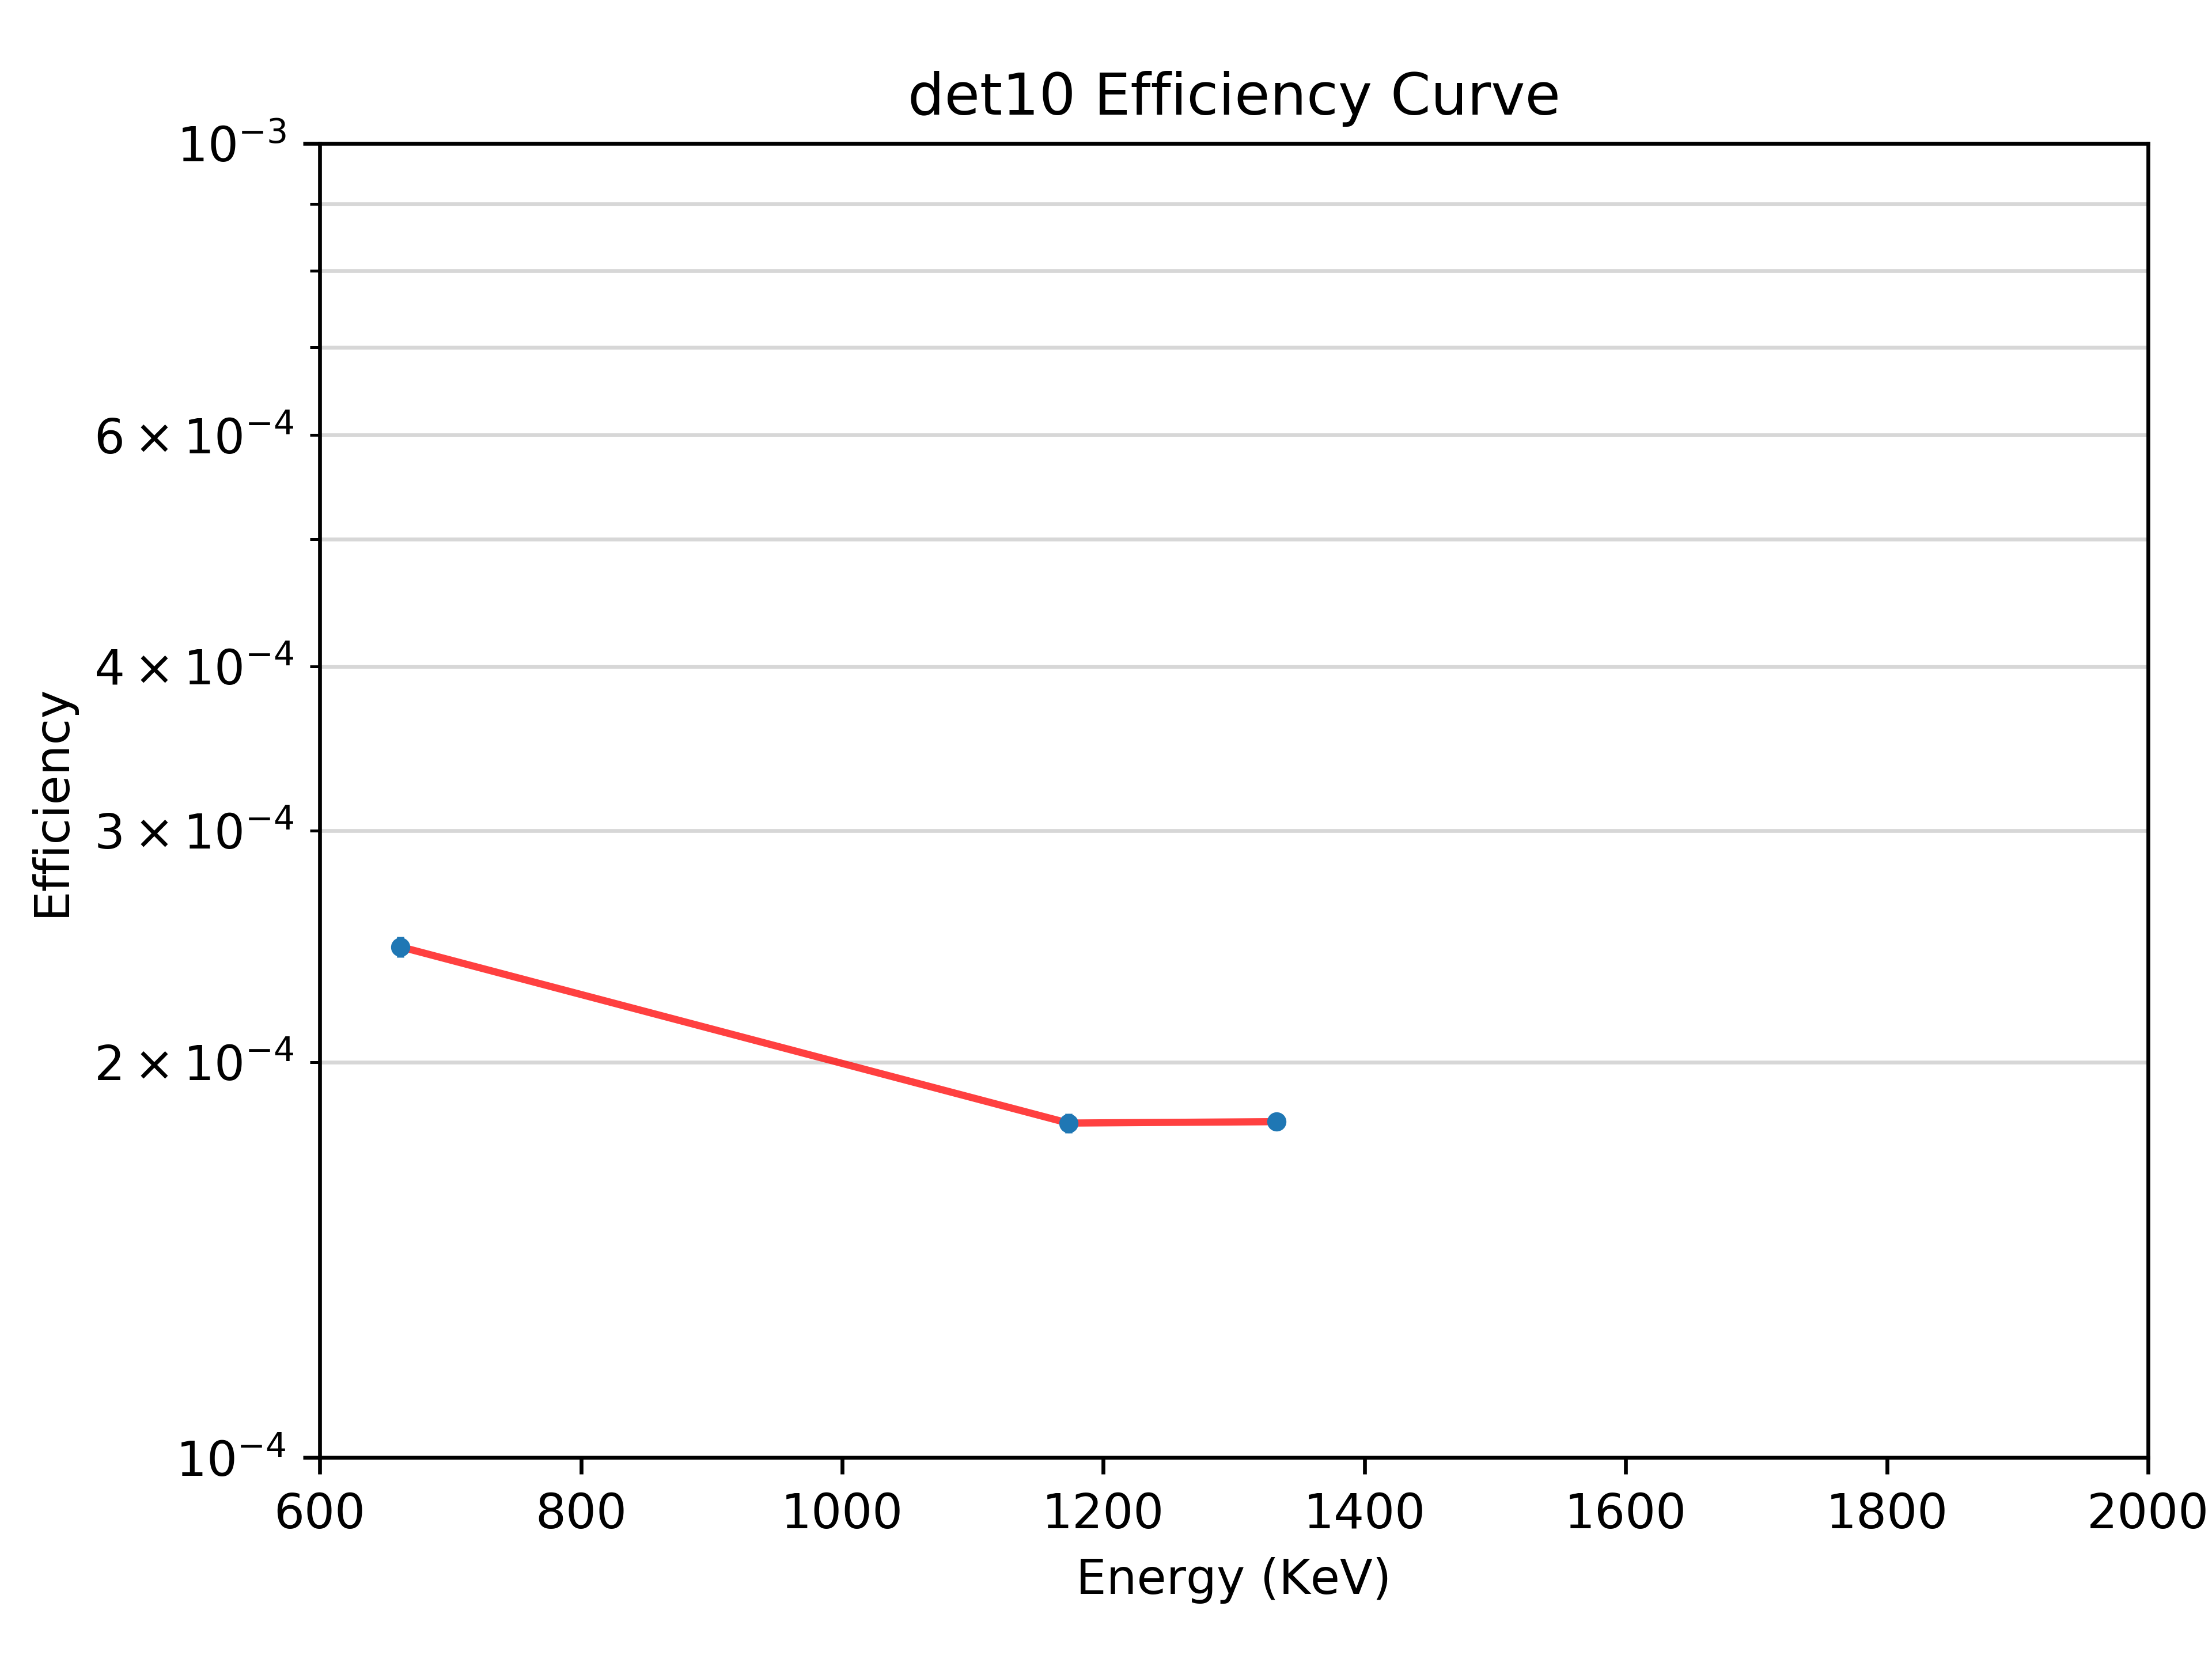 det10 Efficiency Curve
10⁻³
6 × 10⁻⁴
4 × 10⁻⁴
3 × 10⁻⁴
2 × 10⁻⁴
10⁻⁴
Efficiency
600 800 1000 1200 1400 1600 1800 2000
Energy (KeV)